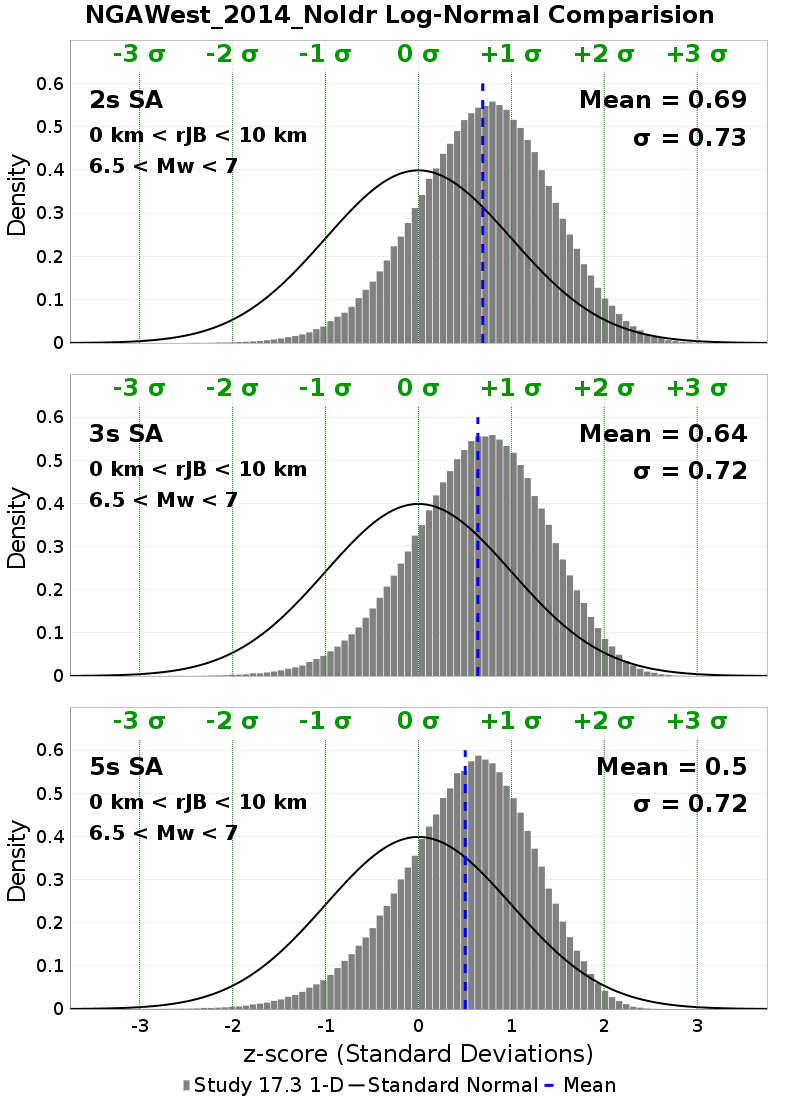 NGAWest_2014_NoIdr Log-Normal Comparision
-3 σ -2 σ -1 σ 0 σ +1 σ +2 σ +3 σ
2s SA
Mean = 0.69
0 km < rJB < 10 km
σ = 0.73
6.5 < Mw < 7
Density
0.6
0.5
0.4
0.3
0.2
0.1
0
-3 σ -2 σ -1 σ 0 σ +1 σ +2 σ +3 σ
3s SA
Mean = 0.64
0 km < rJB < 10 km
σ = 0.72
6.5 < Mw < 7
Density
0.6
0.5
0.4
0.3
0.2
0.1
0
-3 σ -2 σ -1 σ 0 σ +1 σ +2 σ +3 σ
5s SA
Mean = 0.5
0 km < rJB < 10 km
σ = 0.72
6.5 < Mw < 7
Density
0.6
0.5
0.4
0.3
0.2
0.1
0
-3 -2 -1 0 1 2 3
z-score (Standard Deviations)
Study 17.3 1-D Standard Normal Mean